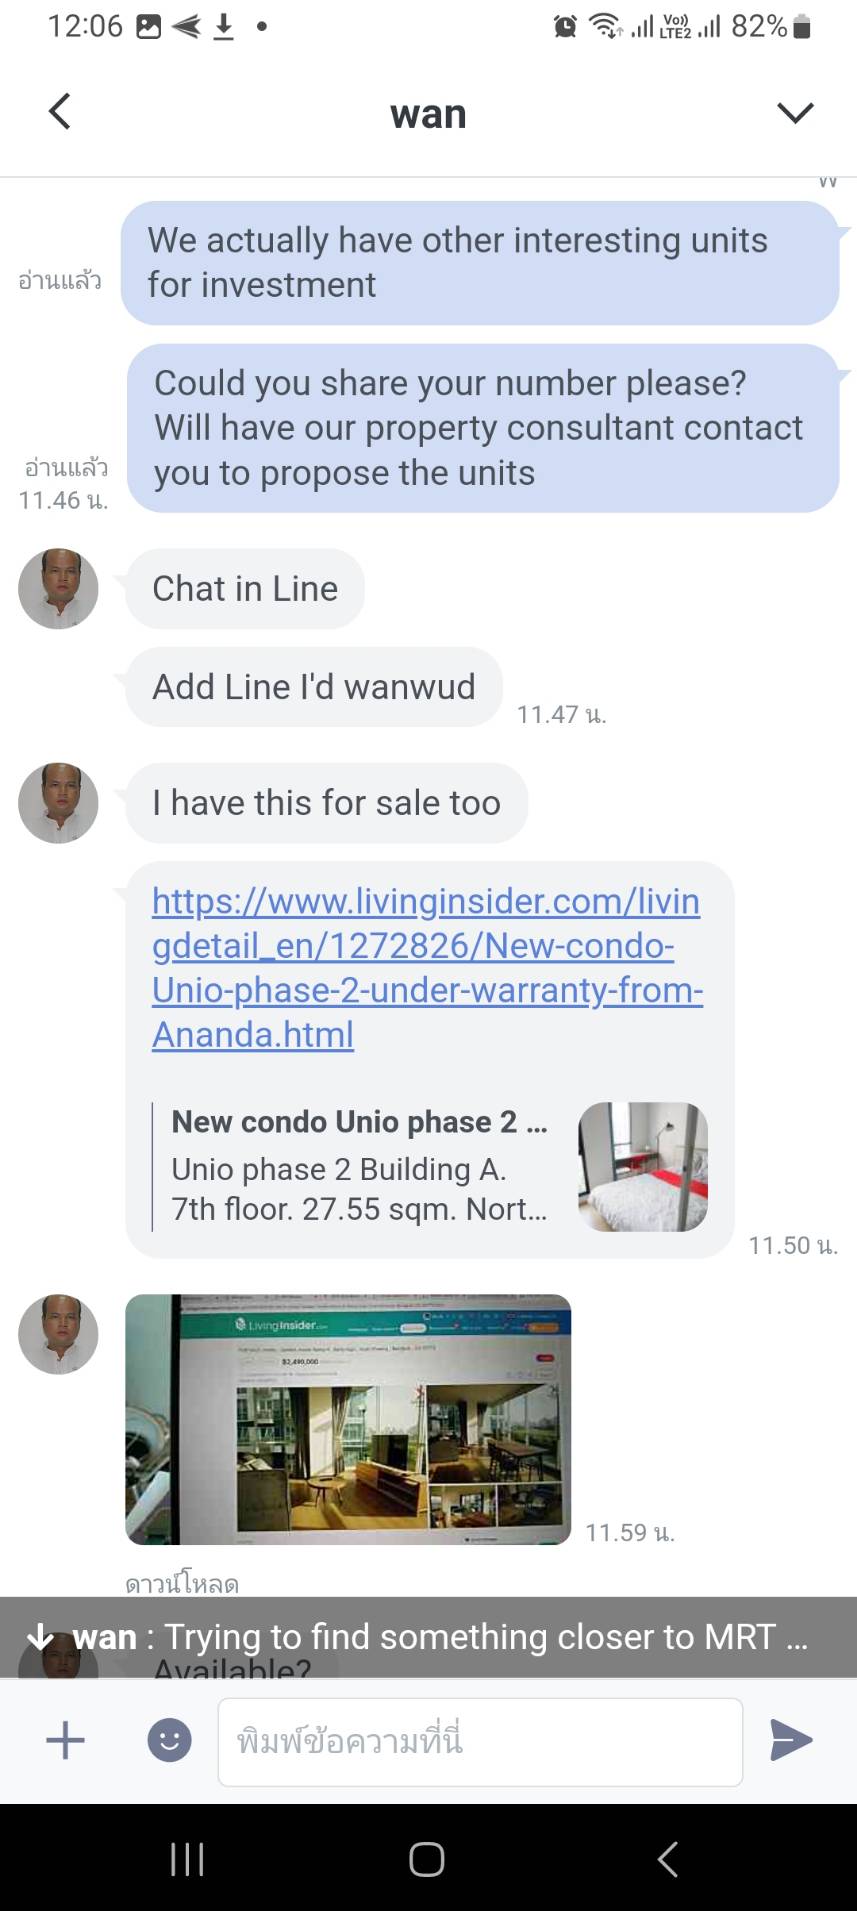 12:06
Vo))
LTE2
82%
wan
We actually have other interesting units
for investment
อ่านแล้ว
Could you share your number please?
Will have our property consultant contact
you to propose the units
อ่านแล้ว
11.46 น.
Chat in Line
Add Line I'd wanwud
11.47 น.
I have this for sale too
https://www.livinginsider.com/livin
gdetail_en/1272826/New-condo-
Unio-phase-2-under-warranty-from-
Ananda.html
New condo Unio phase 2 ...
Unio phase 2 Building A.
7th floor. 27.55 sqm. Nort...
11.50 น.
LivingInsider
฿2,490,000
11.59 น.
ดาวน์โหลด
wan : Trying to find something closer to MRT ...
Available?
พิมพ์ข้อความที่นี่